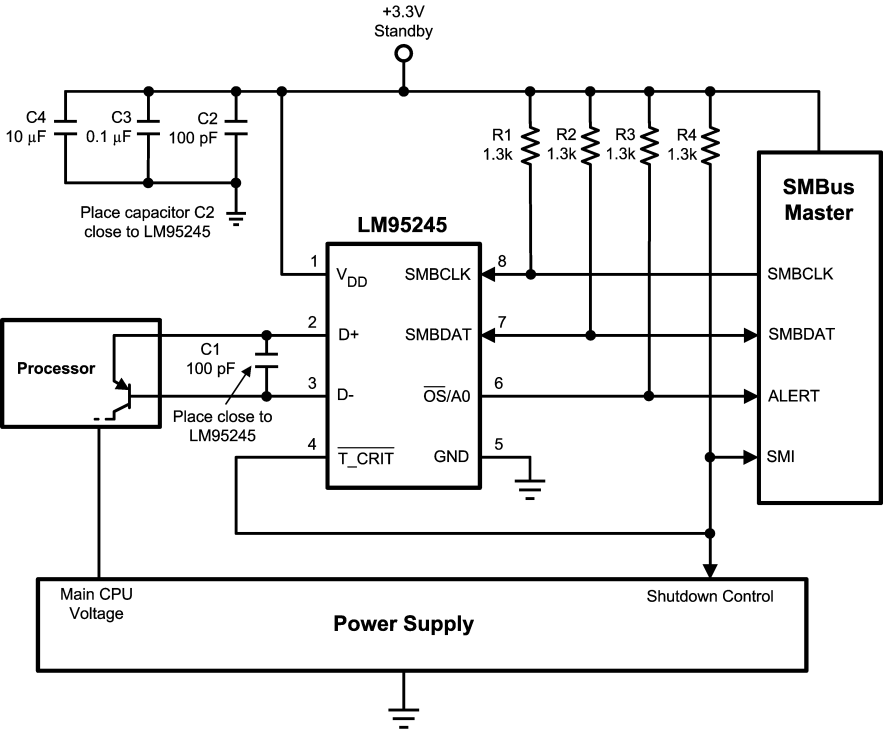 +3.3V
Standby
C4
10 μF
C3
0.1 μF
C2
100 pF
R1
1.3k
R2
1.3k
R3
1.3k
R4
1.3k
Place capacitor C2
close to LM95245
LM95245
SMBus
Master
1
VDD
SMBCLK
8
SMBCLK
2
D+
SMBDAT
7
SMBDAT
Processor
C1
100 pF
3
D-
OS/A0
6
ALERT
Place close to
LM95245
4
T_CRIT
GND
5
SMI
Main CPU
Voltage
Shutdown Control
Power Supply